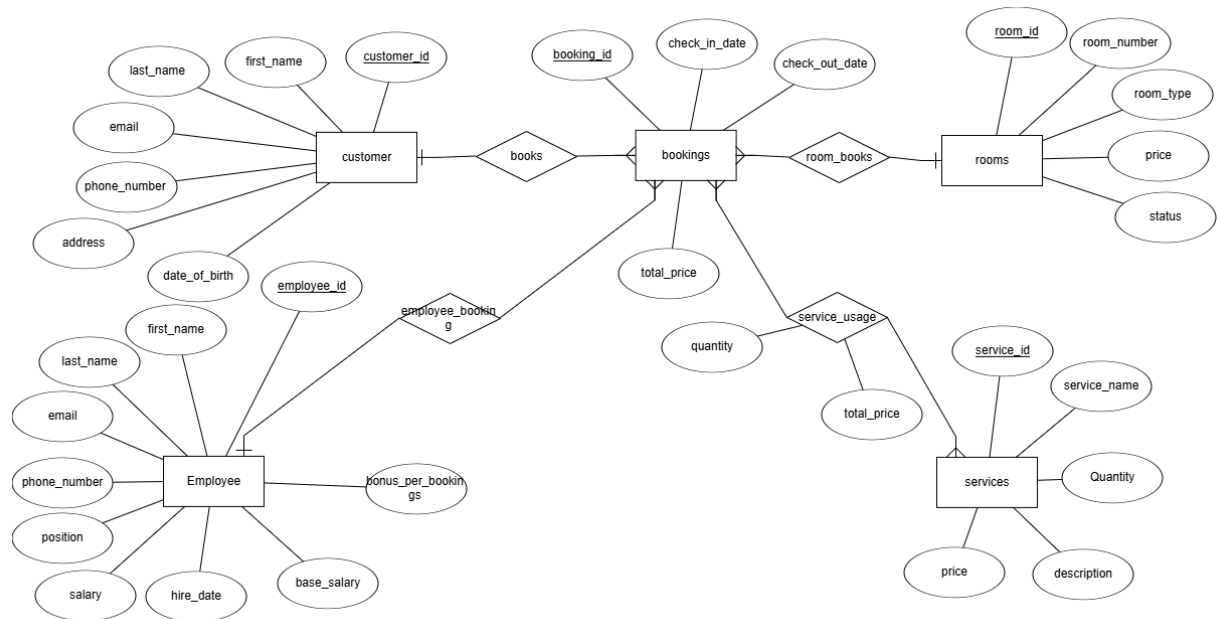 room_id
customer_id
first_name
last_name
booking_id
check_in_date
check_out_date
room_number
room_type
email
customer
books
bookings
room_books
rooms
price
phone_number
status
address
date_of_birth
total_price
employee_id
first_name
employee_bookin
g
service_usage
last_name
quantity
service_id
service_name
email
total_price
phone_number
Employee
bonus_per_bookin
gs
services
Quantity
position
salary
hire_date
base_salary
price
description